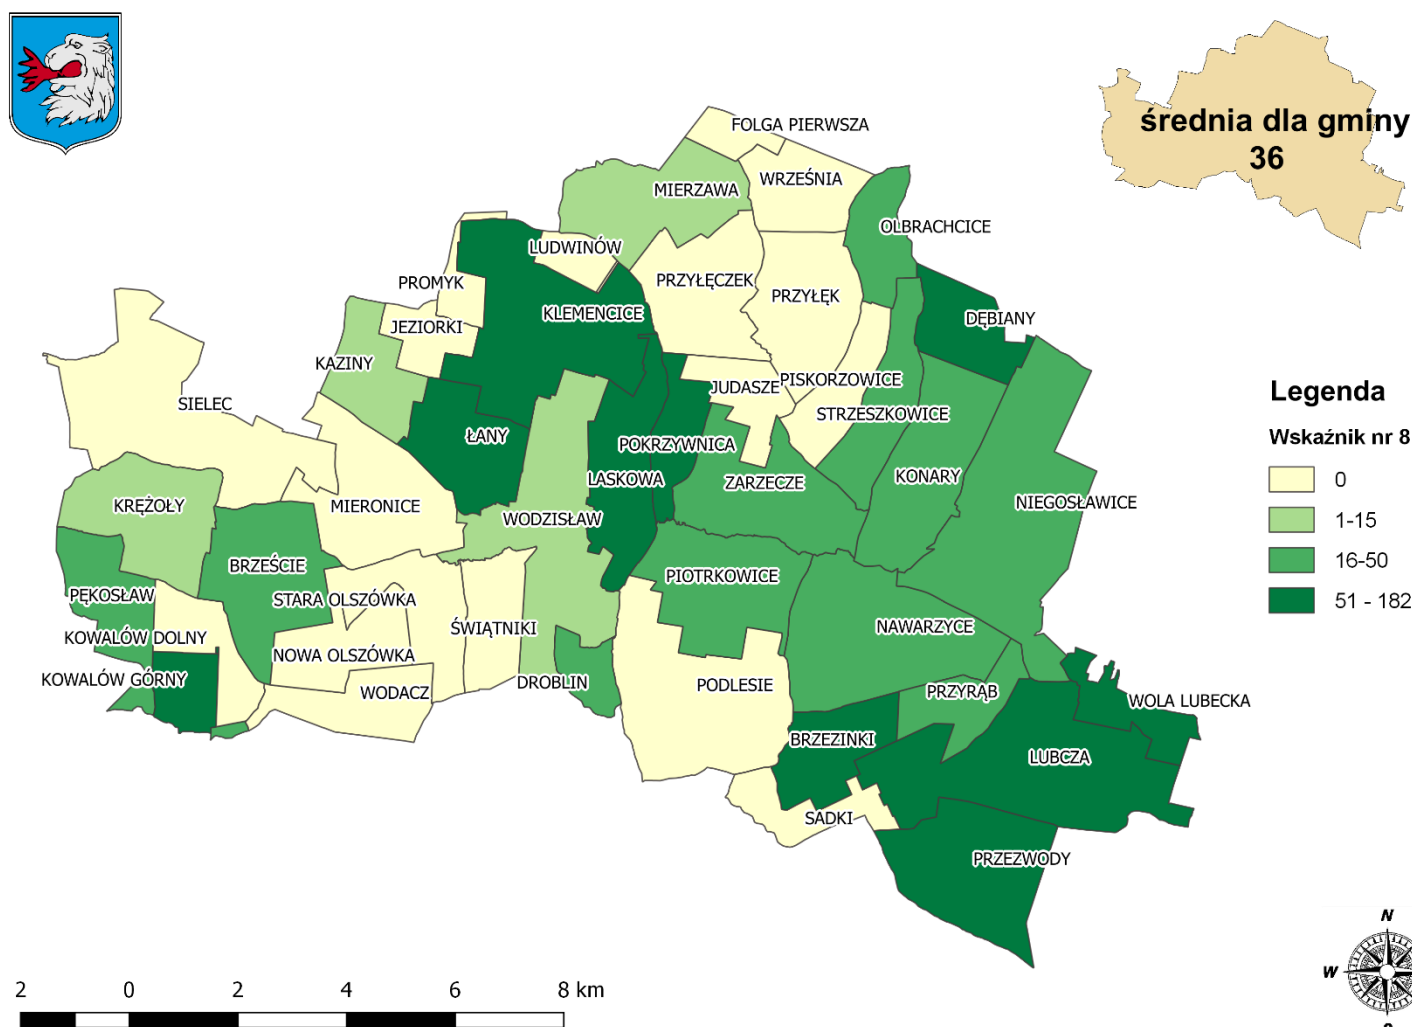 średnia dla gminy
36
FOLGA PIERWSZA
WRZEŚNIA
MIERZAWA
OLBRACHCICE
LUDWINÓW
PROMYK
PRZYŁĘCZEK
PRZYŁĘK
KLEMENCICE
DĘBIANY
JEZIORKI
KAZINY
JUDASZE
PISKORZOWICE
SIELEC
STRZESZKOWICE
ŁANY
POKRZYWNICA
LASKOWA
ZARZECZE
KONARY
NIEGOSŁAWICE
KRĘŻOŁY
MIERONICE
WODZISŁAW
BRZEŚCIE
PIOTRKOWICE
PĘKOSŁAW
STARA OLSZÓWKA
KOWALÓW DOLNY
ŚWIĄTNIKI
NAWARZYCE
NOWA OLSZÓWKA
KOWALÓW GÓRNY
DROBLIN
PODLESIE
WODACZ
PRZYRĄB
WOLA LUBECKA
BRZEZINKI
LUBCZA
SADKI
PRZEZWODY
Legenda
Wskaźnik nr 8
0
1-15
16-50
51 - 182
N
W
2 0 2 4 6 8 km